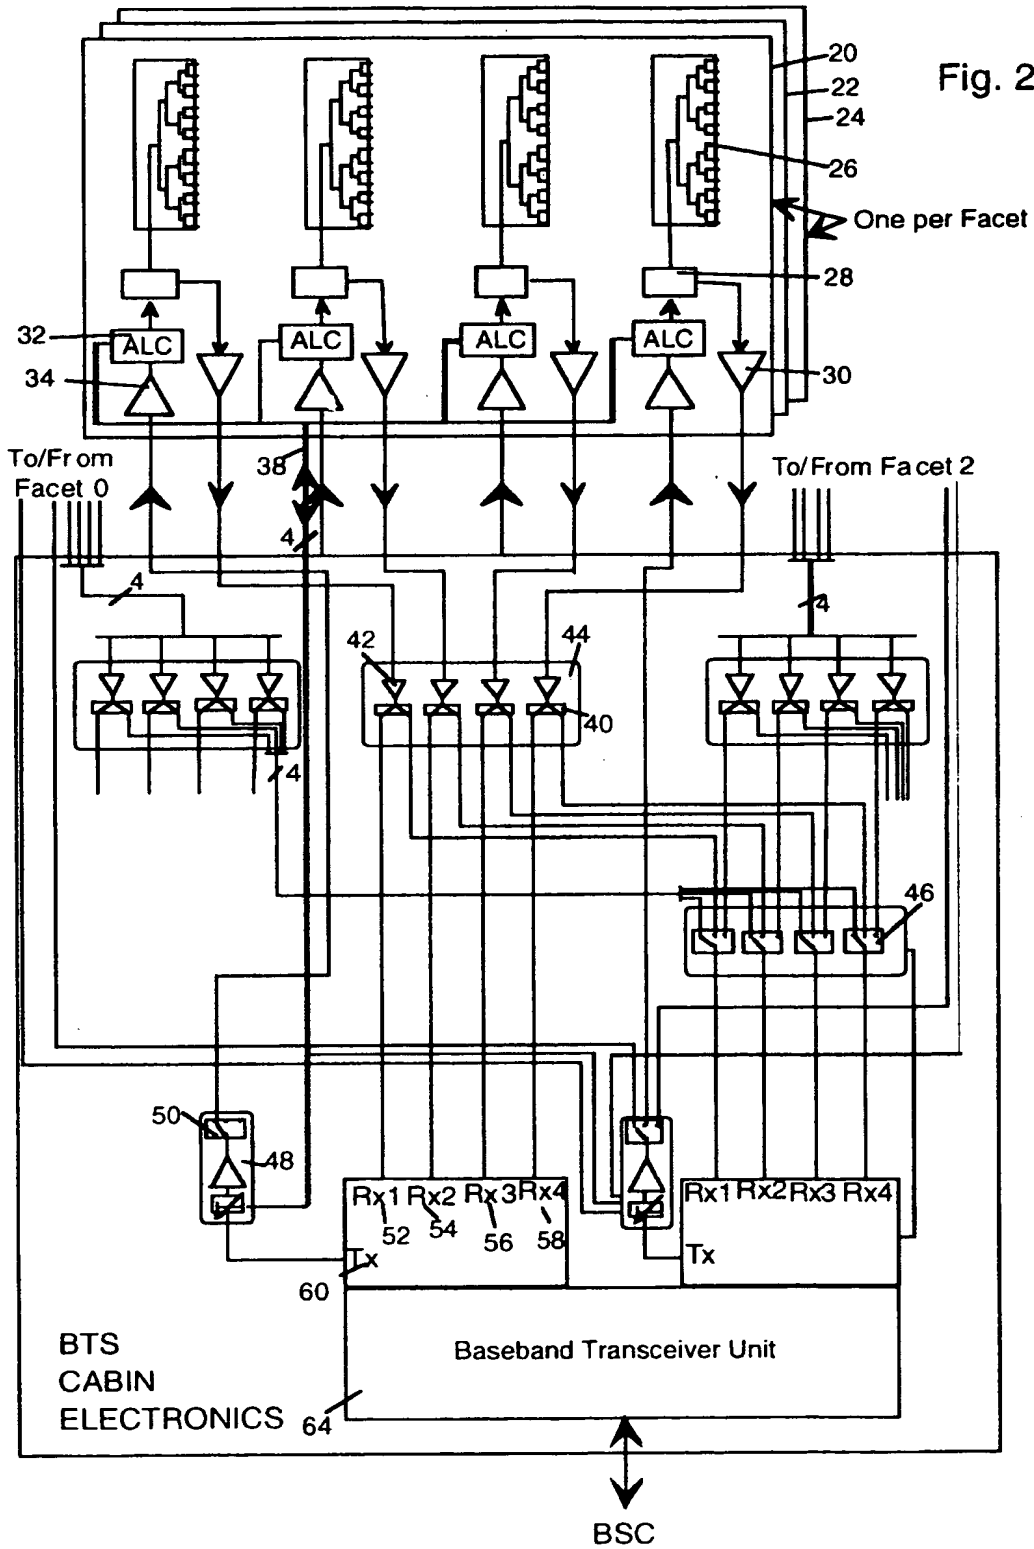 Fig. 2
20
22
24
26
One per Facet
28
32
ALC
ALC
ALC
ALC
34
30
To/From
Facet 0
38
To/From Facet 2
4
4
4
42
44
40
4
46
50
48
Rx1
Rx2
Rx3
Rx4
52
54
56
58
Tx
60
Rx1
Rx2
Rx3
Rx4
Tx
BTS
CABIN
ELECTRONICS
Baseband Transceiver Unit
64
BSC